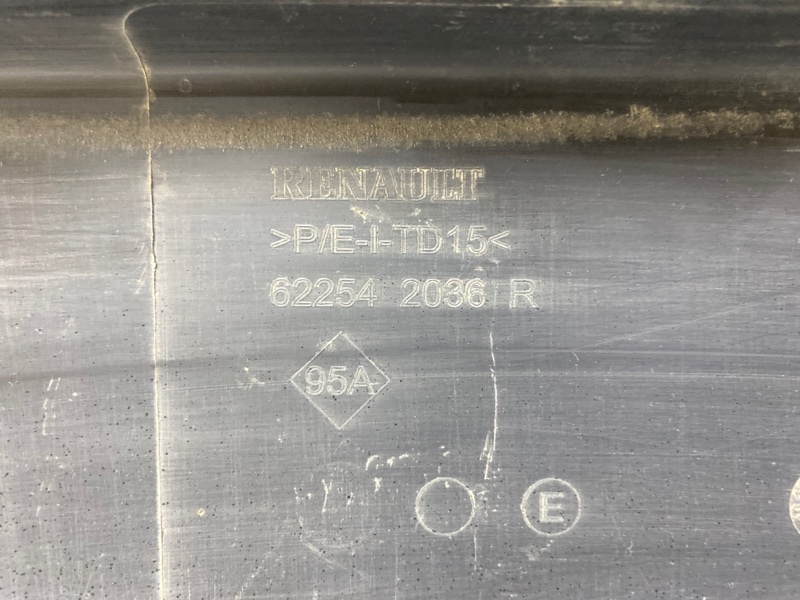 RENAULT
>P/E-I-TD15<
62254 2036 R
95A
E